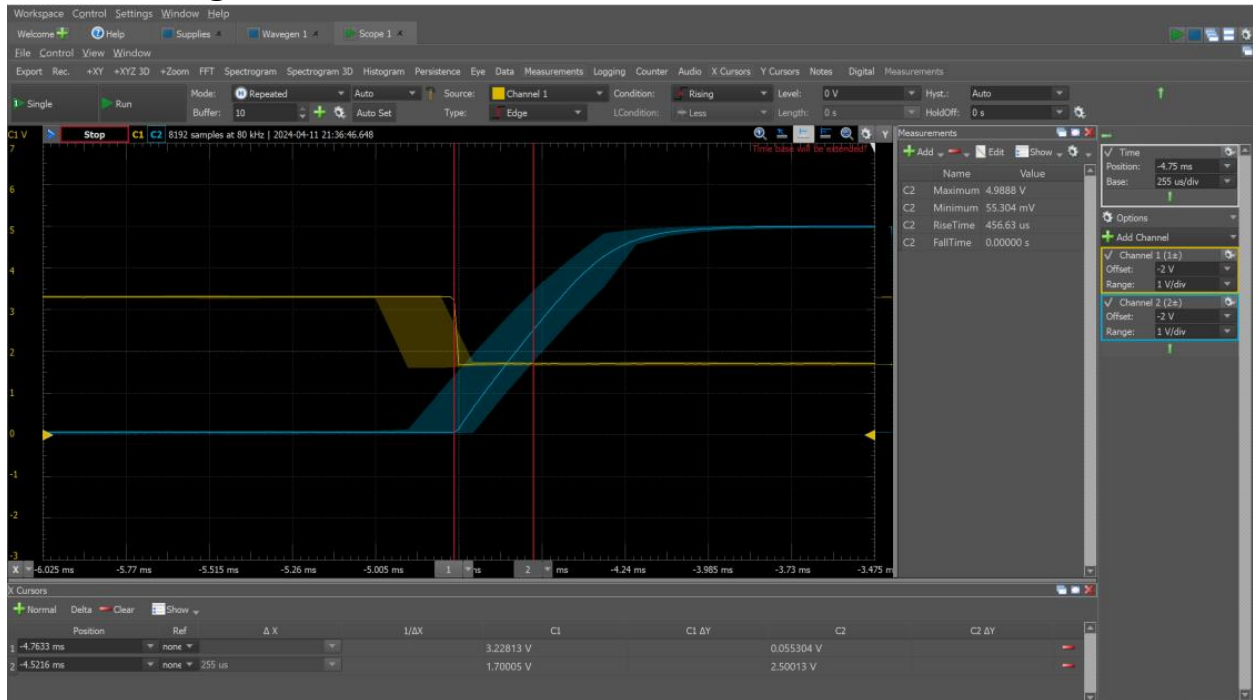 Workspace Control Settings Window Help
Welcome Help Supplies Wavegen 1 Scope 1
File Control View Window
Export Rec. +XY +XYZ 3D +Zoom FFT Spectrogram Spectrogram 3D Histogram Persistence Eye Data Measurements Logging Counter Audio X Cursors Y Cursors Notes Digital Measurements
Single Run Mode: Repeated Auto Source: Channel 1 Condition: Rising Level: 0 V Hyst.: Auto
Buffer: 10 Auto Set Type: Edge LCondition: Less Length: 0 s HoldOff: 0 s
C1 V Stop C1 C2 8192 samples at 80 kHz | 2024-04-11 21:36:46.648 Y
Time base will be extended!
7
6
5
4
3
2
1
0
-1
-2
-3
X -6.025 ms -5.77 ms -5.515 ms -5.26 ms -5.005 ms 1 ns 2 ms -4.24 ms -3.985 ms -3.73 ms -3.475 m
Measurements
Add Edit Show
Name Value
C2 Maximum 4.9888 V
C2 Minimum 55.304 mV
C2 RiseTime 456.63 us
C2 FallTime 0.00000 s
Time
Position: -4.75 ms
Base: 255 us/div
Options
Add Channel
Channel 1 (1±)
Offset: -2 V
Range: 1 V/div
Channel 2 (2±)
Offset: -2 V
Range: 1 V/div
X Cursors
Normal Delta Clear Show
Position Ref Δ X 1/ΔX C1 C1 ΔY C2 C2 ΔY
1 -4.7633 ms none 3.22813 V 0.055304 V
2 -4.5216 ms none 255 us 1.70005 V 2.50013 V